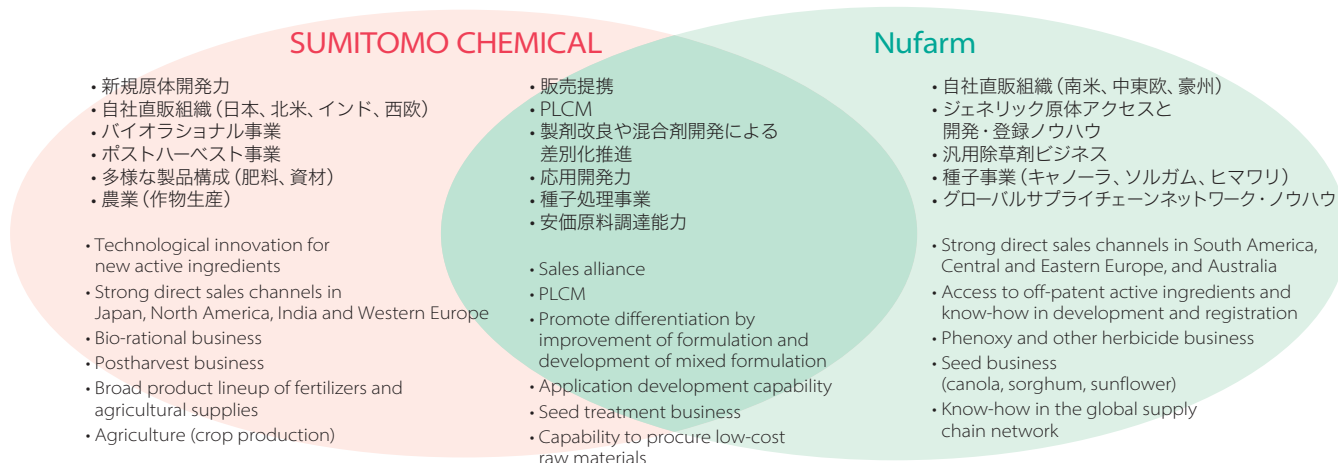 SUMITOMO CHEMICAL
• 新規原体開発力
• 自社直販組織（日本、北米、インド、西欧）
• バイオラショナル事業
• ポストハーベスト事業
• 多様な製品構成（肥料、資材）
• 農業（作物生産）
• Technological innovation for
new active ingredients
• Strong direct sales channels in
Japan, North America, India and Western Europe
• Bio-rational business
• Postharvest business
• Broad product lineup of fertilizers and
agricultural supplies
• Agriculture (crop production)
• 販売提携
• PLCM
• 製剤改良や混合剤開発による
差別化推進
• 応用開発力
• 種子処理事業
• 安価原料調達能力
• Sales alliance
• PLCM
• Promote differentiation by
improvement of formulation and
development of mixed formulation
• Application development capability
• Seed treatment business
• Capability to procure low-cost
raw materials
Nufarm
• 自社直販組織（南米、中東欧、豪州）
• ジェネリック原体アクセスと
開発・登録ノウハウ
• 汎用除草剤ビジネス
• 種子事業（キャノーラ、ソルガム、ヒマワリ）
• グローバルサプライチェーンネットワーク・ノウハウ
• Strong direct sales channels in South America,
Central and Eastern Europe, and Australia
• Access to off-patent active ingredients and
know-how in development and registration
• Phenoxy and other herbicide business
• Seed business
(canola, sorghum, sunflower)
• Know-how in the global supply
chain network